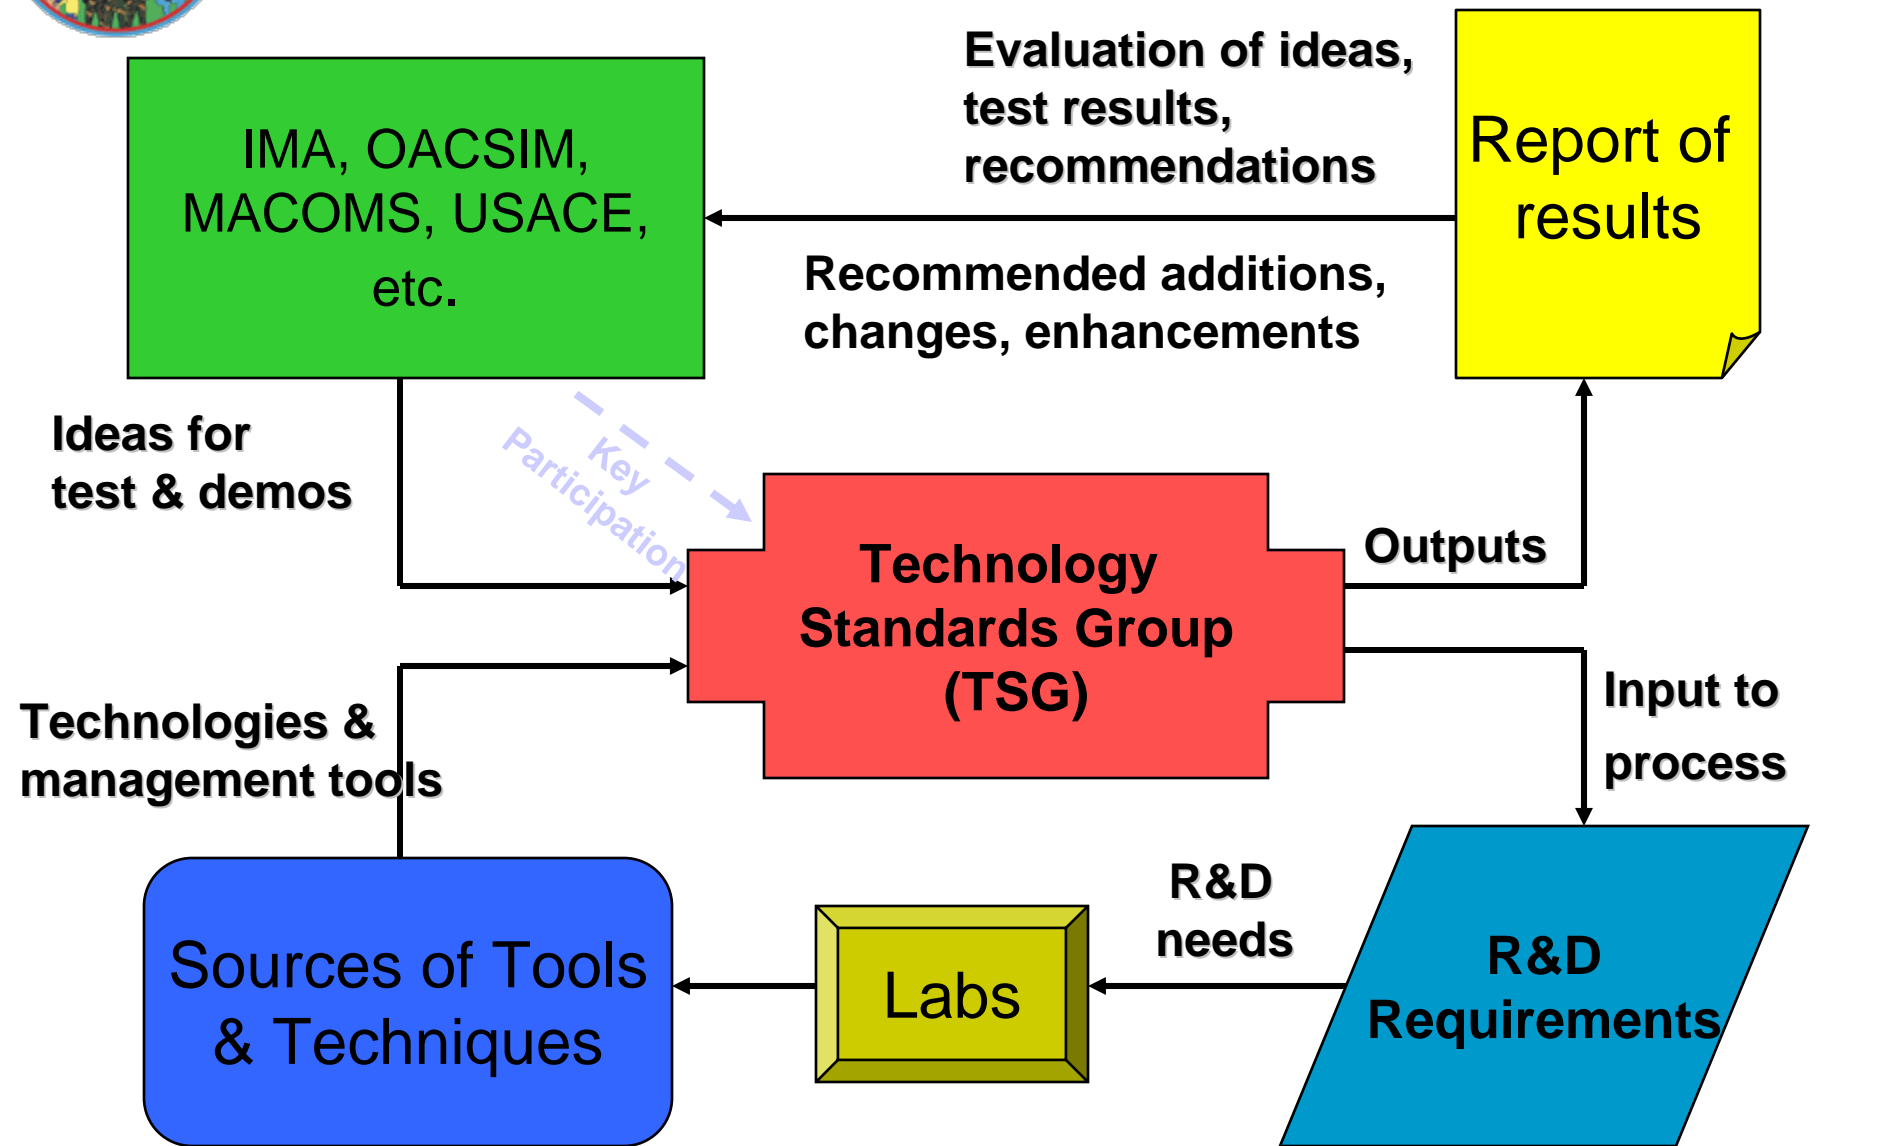 IMA, OACSIM,
MACOMS, USACE,
etc.
Evaluation of ideas,
test results,
recommendations
Report of
results
Recommended additions,
changes, enhancements
Ideas for
test & demos
Key
Participation
Technology
Standards Group
(TSG)
Outputs
Technologies &
management tools
Input to
process
Sources of Tools
& Techniques
Labs
R&D
needs
R&D
Requirements